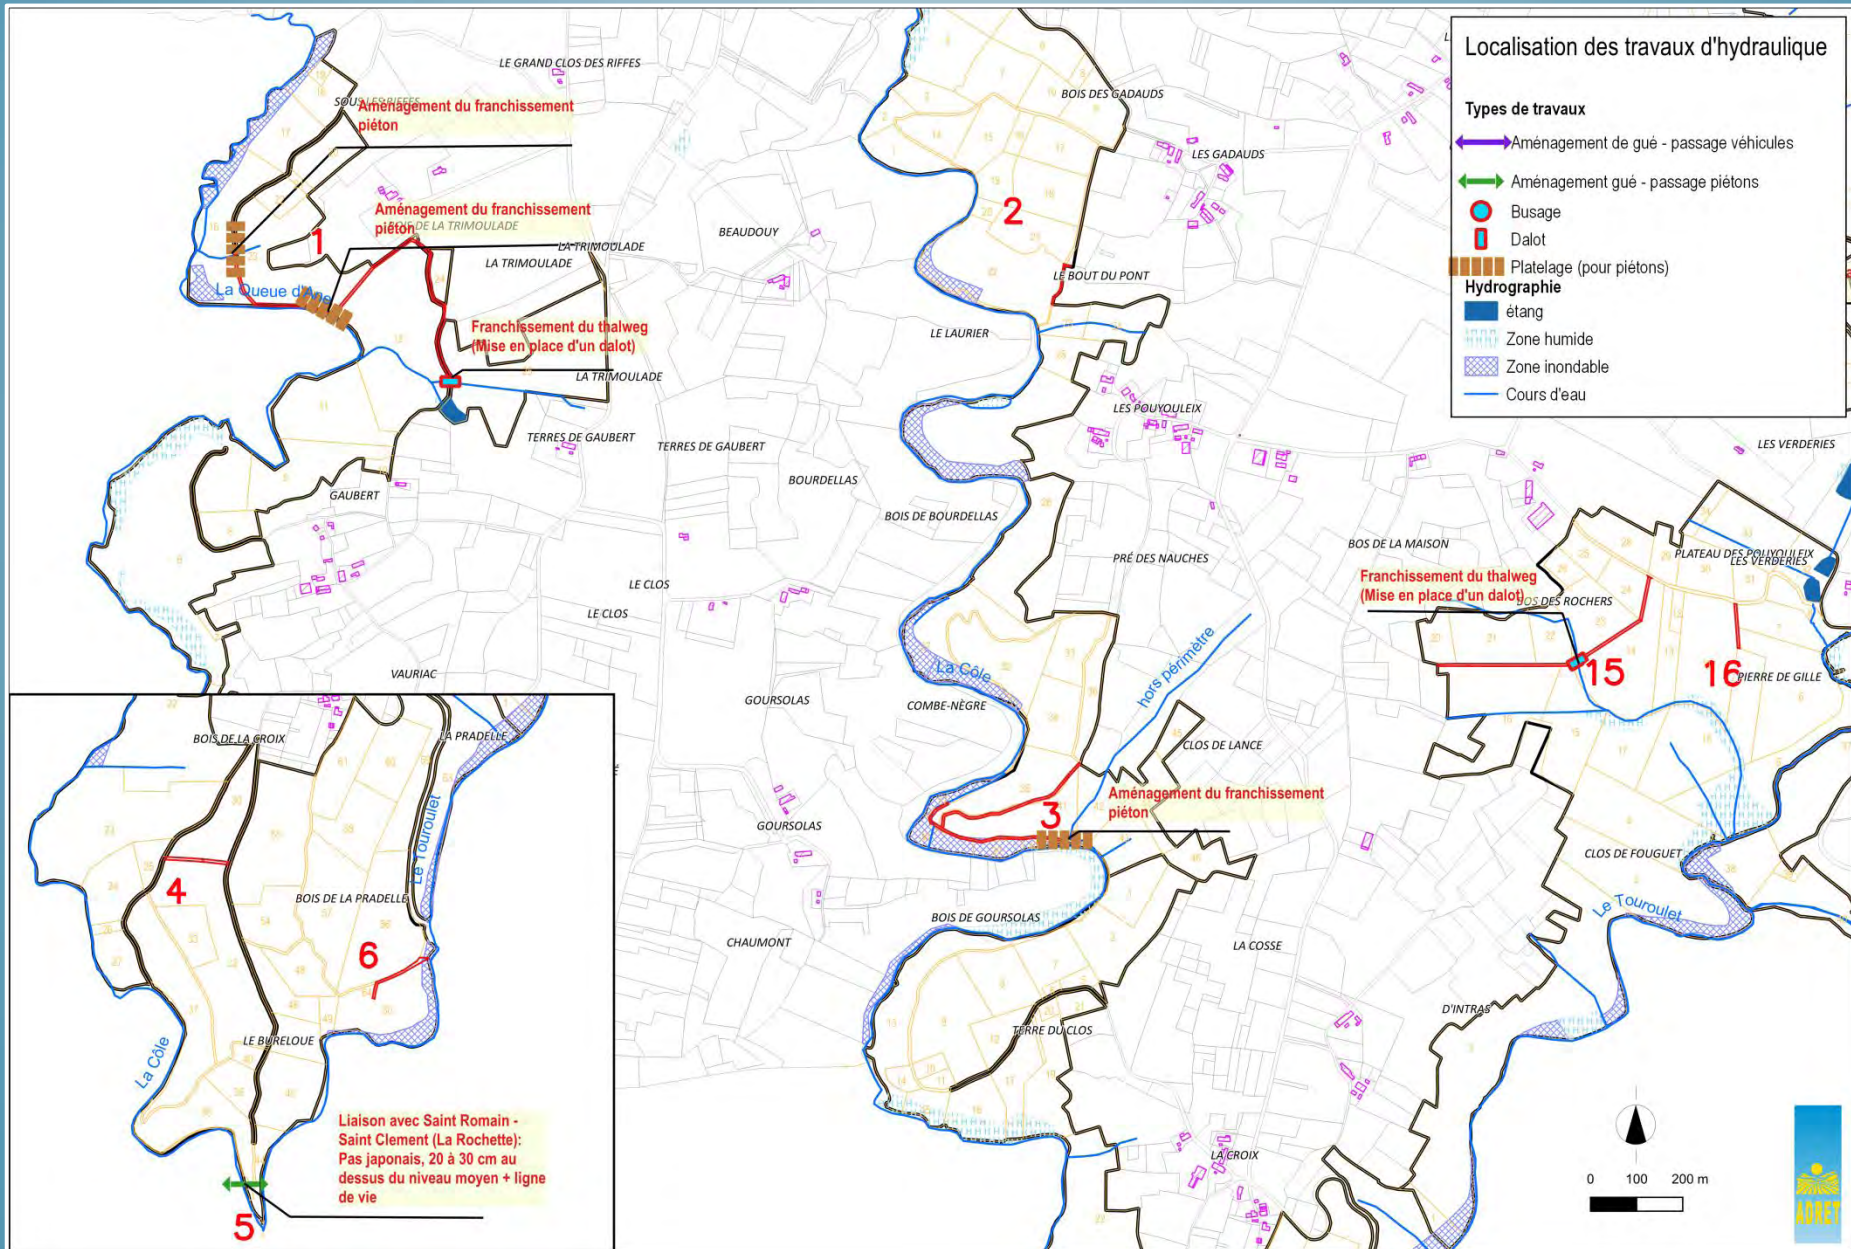 Localisation des travaux d'hydraulique
Types de travaux
Aménagement de gué - passage véhicules
Aménagement gué - passage piétons
Busage
Dalot
Platelage (pour piétons)
Hydrographie
étang
Zone humide
Zone inondable
Cours d'eau
LE GRAND CLOS DES RIFFES
SOUS LES RIFFES
Aménagement du franchissement
piéton
1
Aménagement du franchissement
piéton
BOIS DE LA TRIMOULADE
LA TRIMOULADE
LA TRIMOULADE
La Queue d'Ane
Franchissement du thalweg
(Mise en place d'un dalot)
LA TRIMOULADE
BEAUDOUY
TERRES DE GAUBERT
TERRES DE GAUBERT
GAUBERT
BOURDELLAS
LE CLOS
LE CLOS
VAURIAC
GOURSOLAS
GOURSOLAS
CHAUMONT
BOIS DES GADAUDS
LES GADAUDS
2
LE BOUT DU PONT
LE LAURIER
LES POUYOULEIX
BOIS DE BOURDELLAS
PRÉ DES NAUCHES
BOS DE LA MAISON
LES VERDERIES
PLATEAU DES POUYOULEIX
LES VERDERIES
Franchissement du thalweg
(Mise en place d'un dalot)
BOS DES ROCHERS
15
16
PIERRE DE GILLE
La Côle
hors périmètre
COMBE-NÈGRE
CLOS DE LANCE
3
Aménagement du franchissement
piéton
CLOS DE FOUGUET
Le Touroulet
BOIS DE GOURSOLAS
LA COSSE
D'INTRAS
TERRE DU CLOS
LA CROIX
BOIS DE LA CROIX
LA PRADELLE
Le Touroulet
4
BOIS DE LA PRADELLE
6
LE BURELOUE
La Côle
Liaison avec Saint Romain -
Saint Clement (La Rochette):
Pas japonais, 20 à 30 cm au
dessus du niveau moyen + ligne
de vie
5
0 100 200 m
ADRET